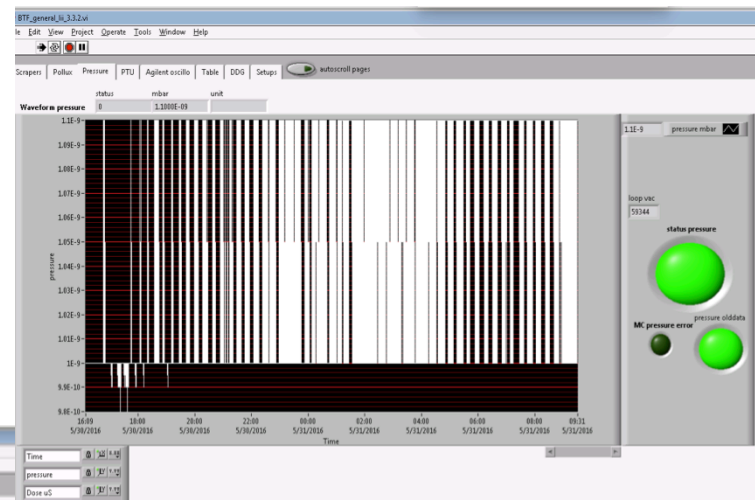 BTF_general_lii_3.3.2.vi
le Edit View Project Operate Tools Window Help
Scrapers Pollux Pressure PTU Agilent oscillo Table DDG Setups autoscroll pages
status mbar unit
Waveform pressure 0 1.1000E-09
1.1E-9
1.09E-9
1.08E-9
1.07E-9
1.06E-9
1.05E-9
1.04E-9
1.03E-9
1.02E-9
1.01E-9
1E-9
9.9E-10
9.8E-10
pressure
16:09 18:00 20:00 22:00 00:00 02:00 04:00 06:00 08:00 09:31
5/30/2016 5/30/2016 5/30/2016 5/30/2016 5/31/2016 5/31/2016 5/31/2016 5/31/2016 5/31/2016 5/31/2016
Time
1.1E-9 pressure mbar
loop vac
59344
status pressure
pressure olddata
MC pressure error
Time
pressure
Dose uS